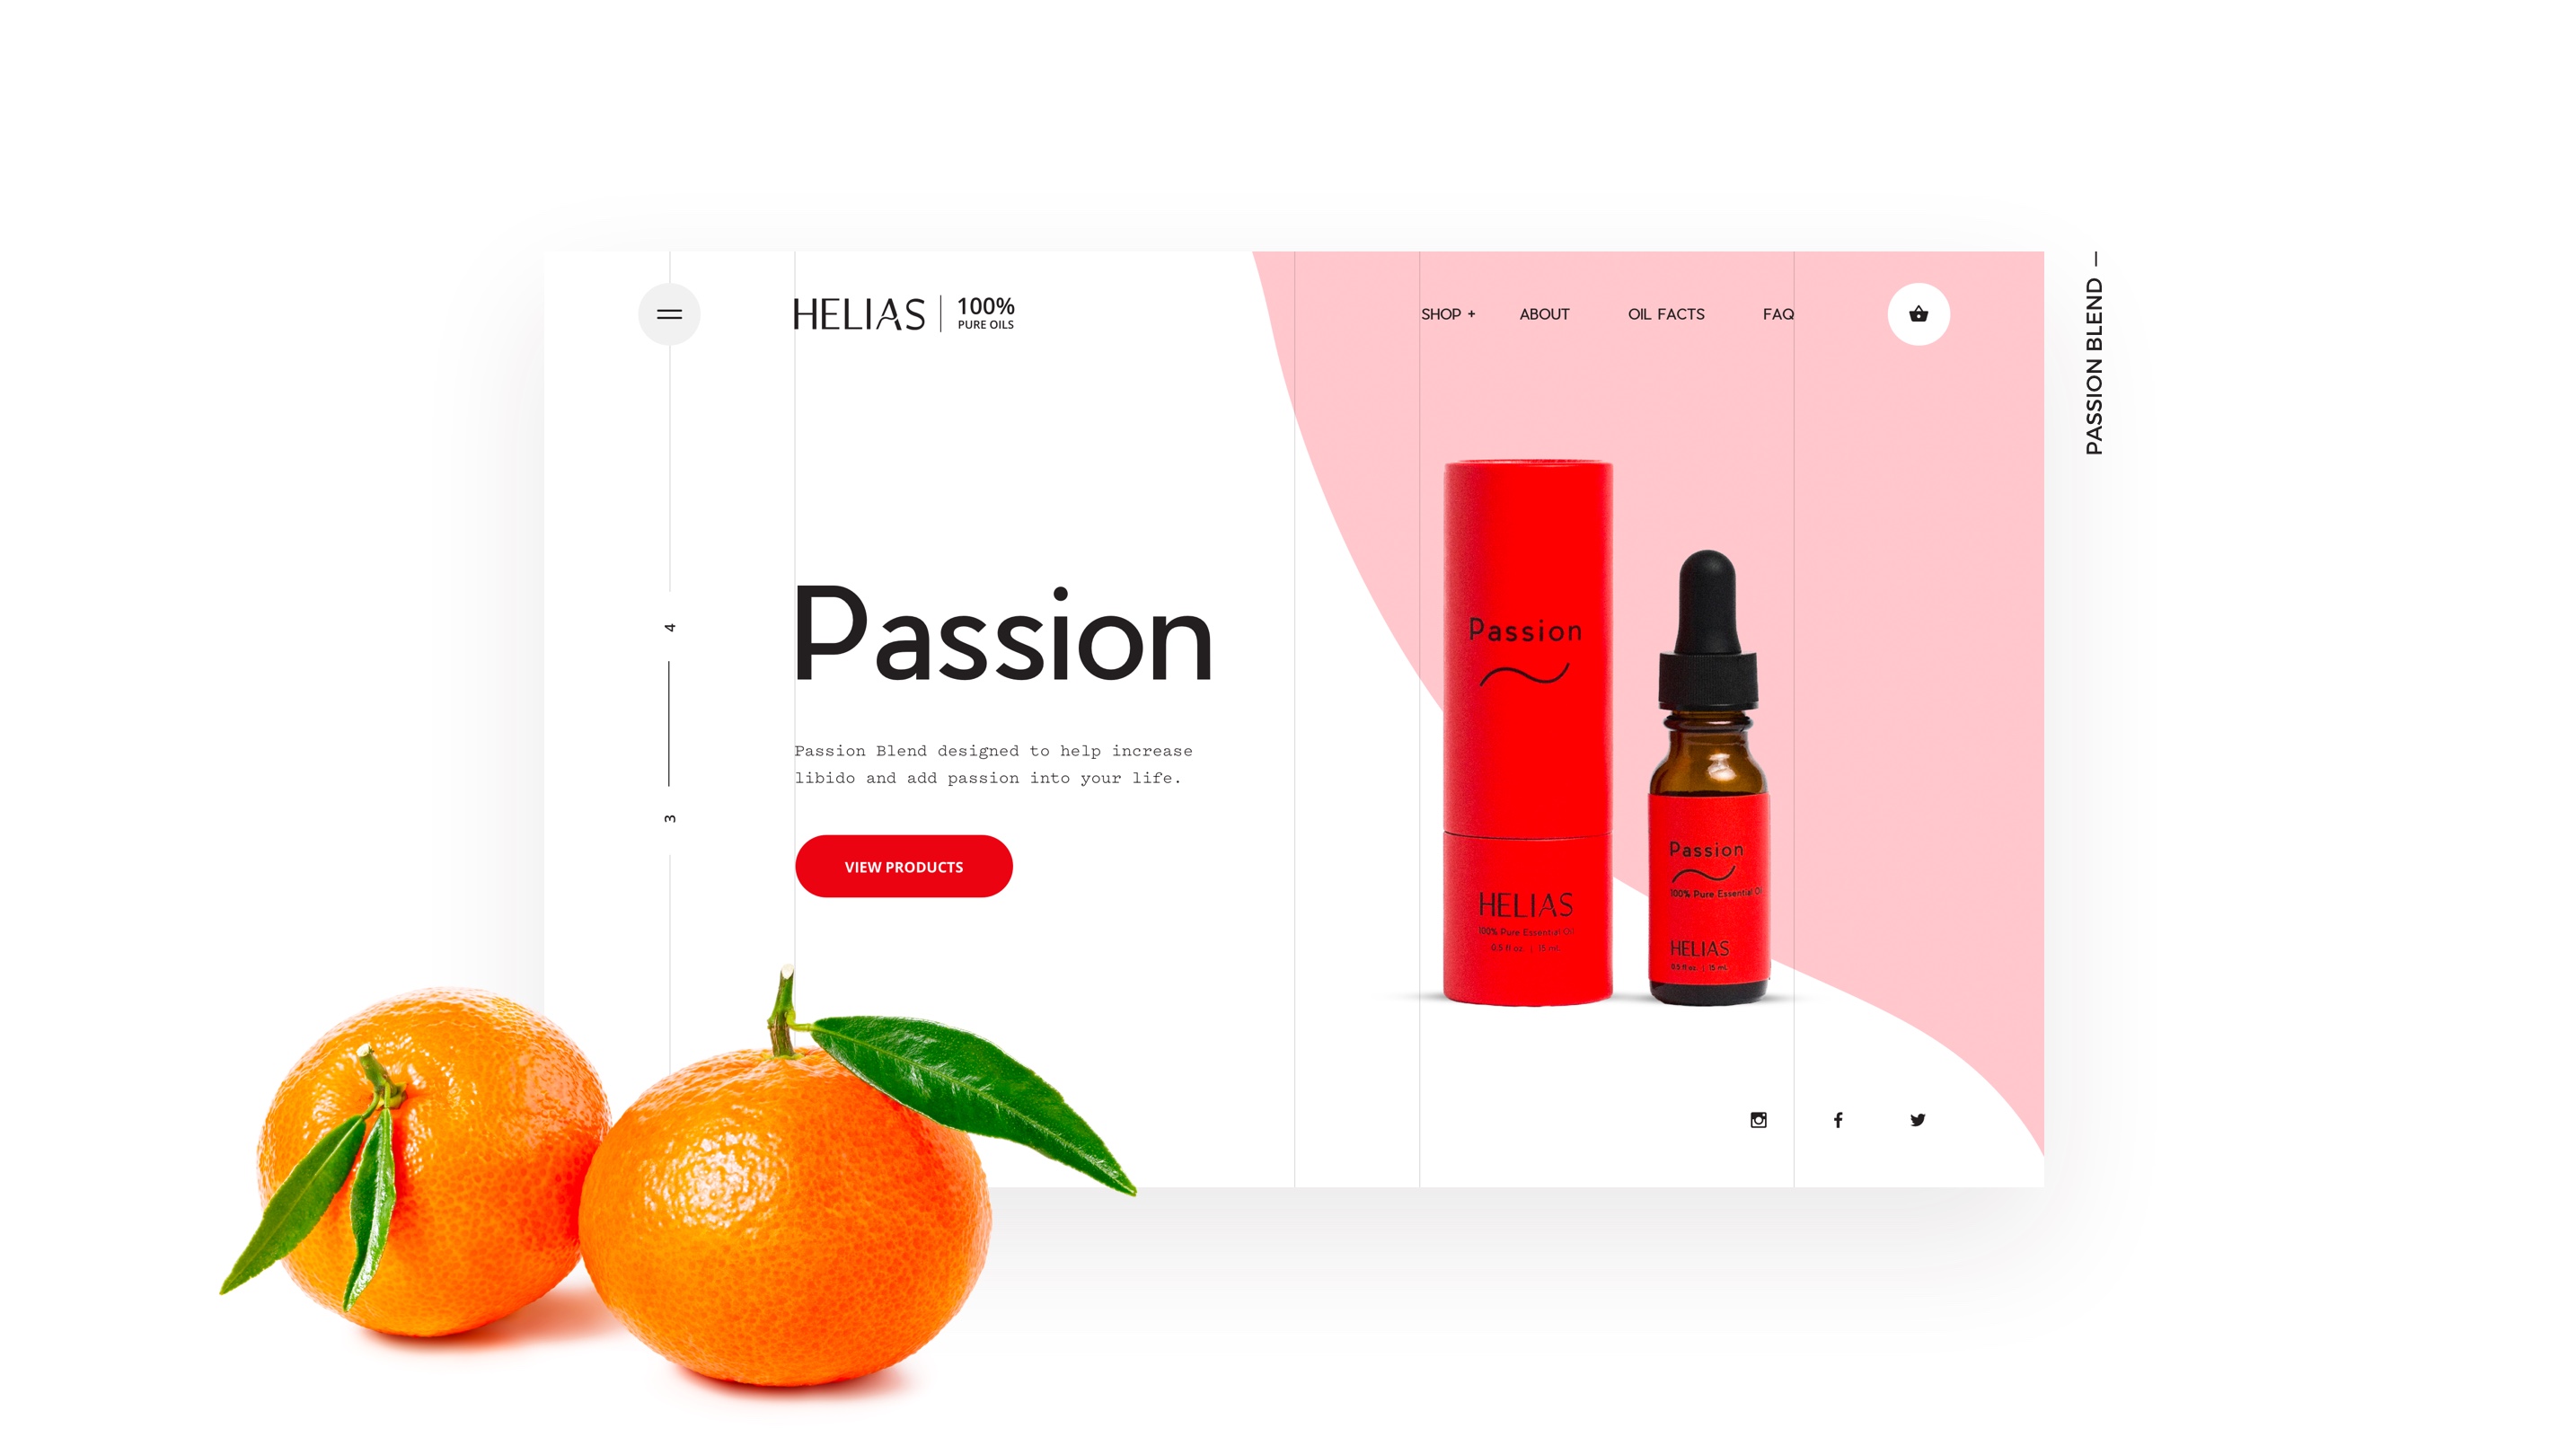 HELIAS
100%
PURE OILS
SHOP +
ABOUT
OIL FACTS
FAQ
PASSION BLEND —
4
3
Passion
Passion Blend designed to help increase
libido and add passion into your life.
VIEW PRODUCTS
Passion
HELIAS
100% Pure Essential Oil
0.5 fl oz. | 15 mL
Passion
100% Pure Essential Oil
HELIAS
0.5 fl oz. | 15 mL